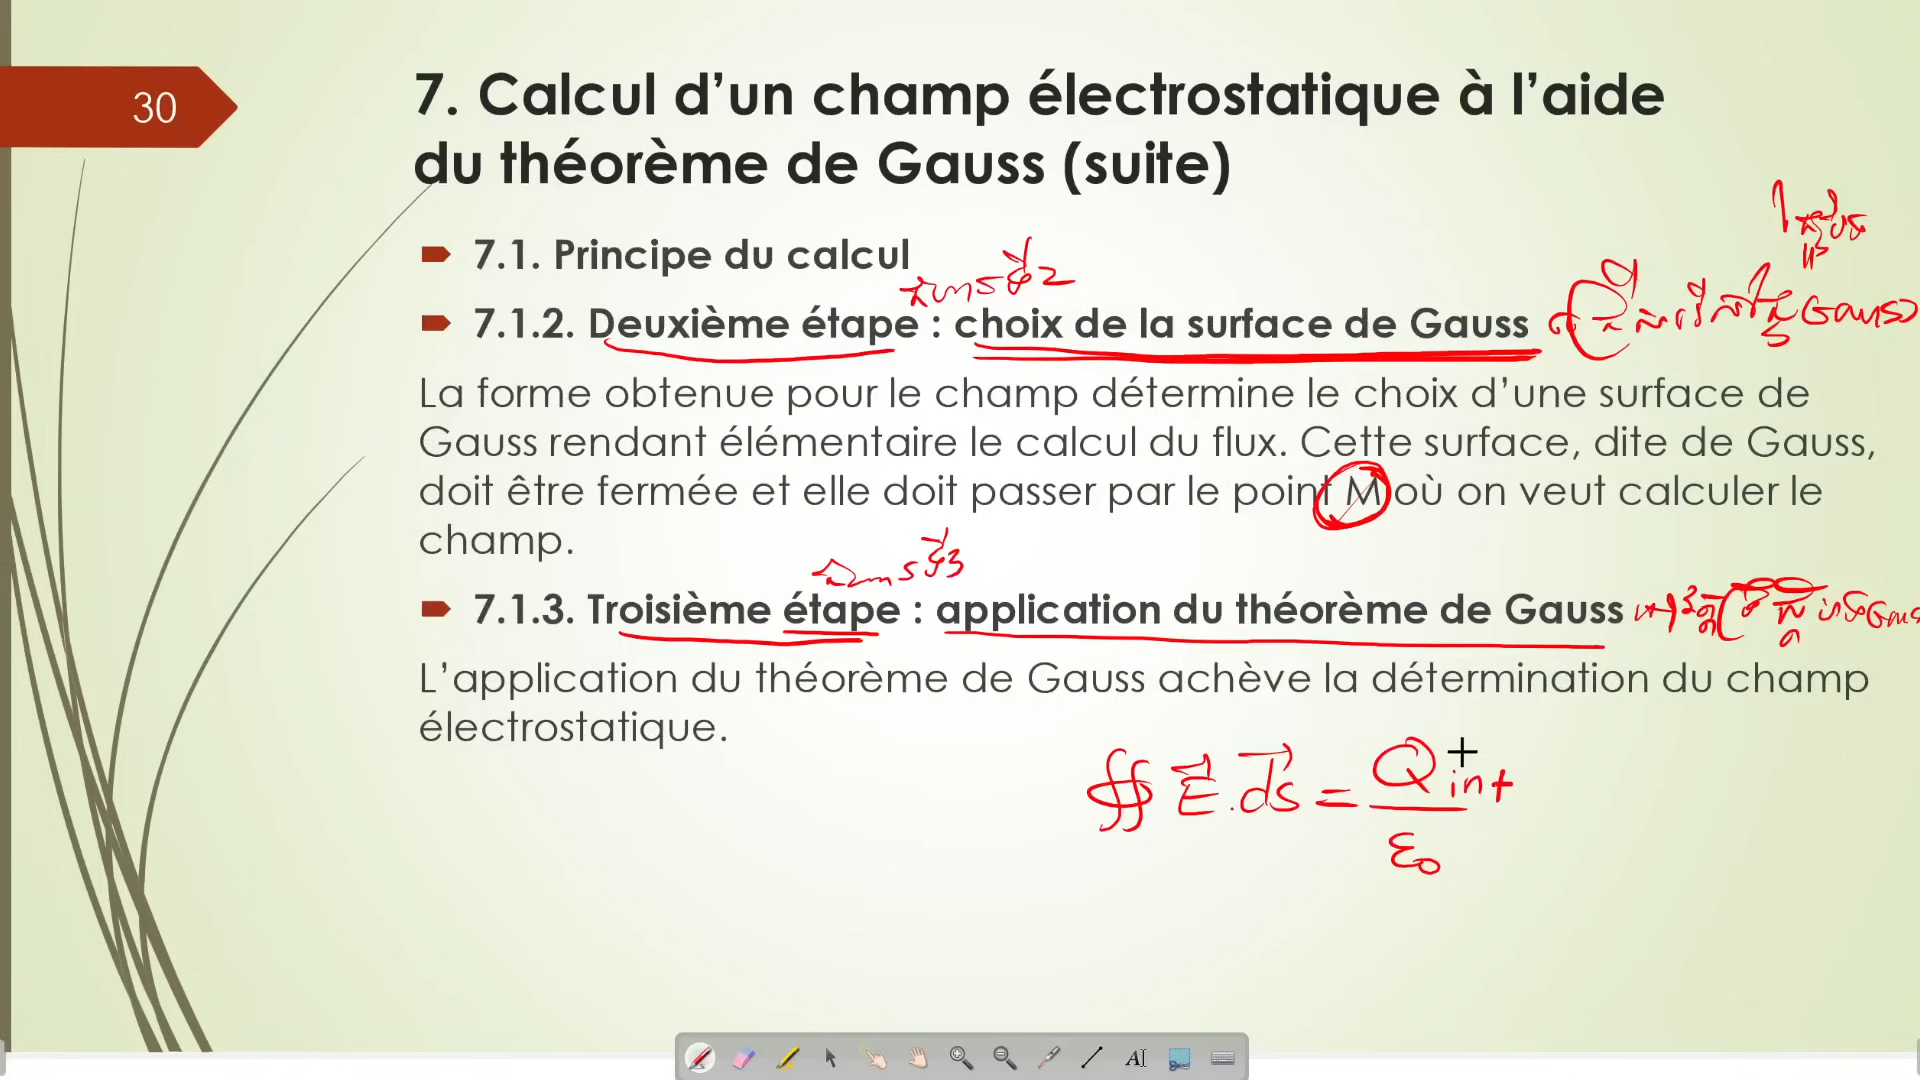 30
7. Calcul d’un champ électrostatique à l’aide
du théorème de Gauss (suite)
7.1. Principe du calcul
7.1.2. Deuxième étape : choix de la surface de Gauss
Gauss
La forme obtenue pour le champ détermine le choix d’une surface de
Gauss rendant élémentaire le calcul du flux. Cette surface, dite de Gauss,
doit être fermée et elle doit passer par le point M où on veut calculer le
champ.
7.1.3. Troisième étape : application du théorème de Gauss
L’application du théorème de Gauss achève la détermination du champ
électrostatique.
∯ E⃗ . ds⃗ = Q int / ε₀